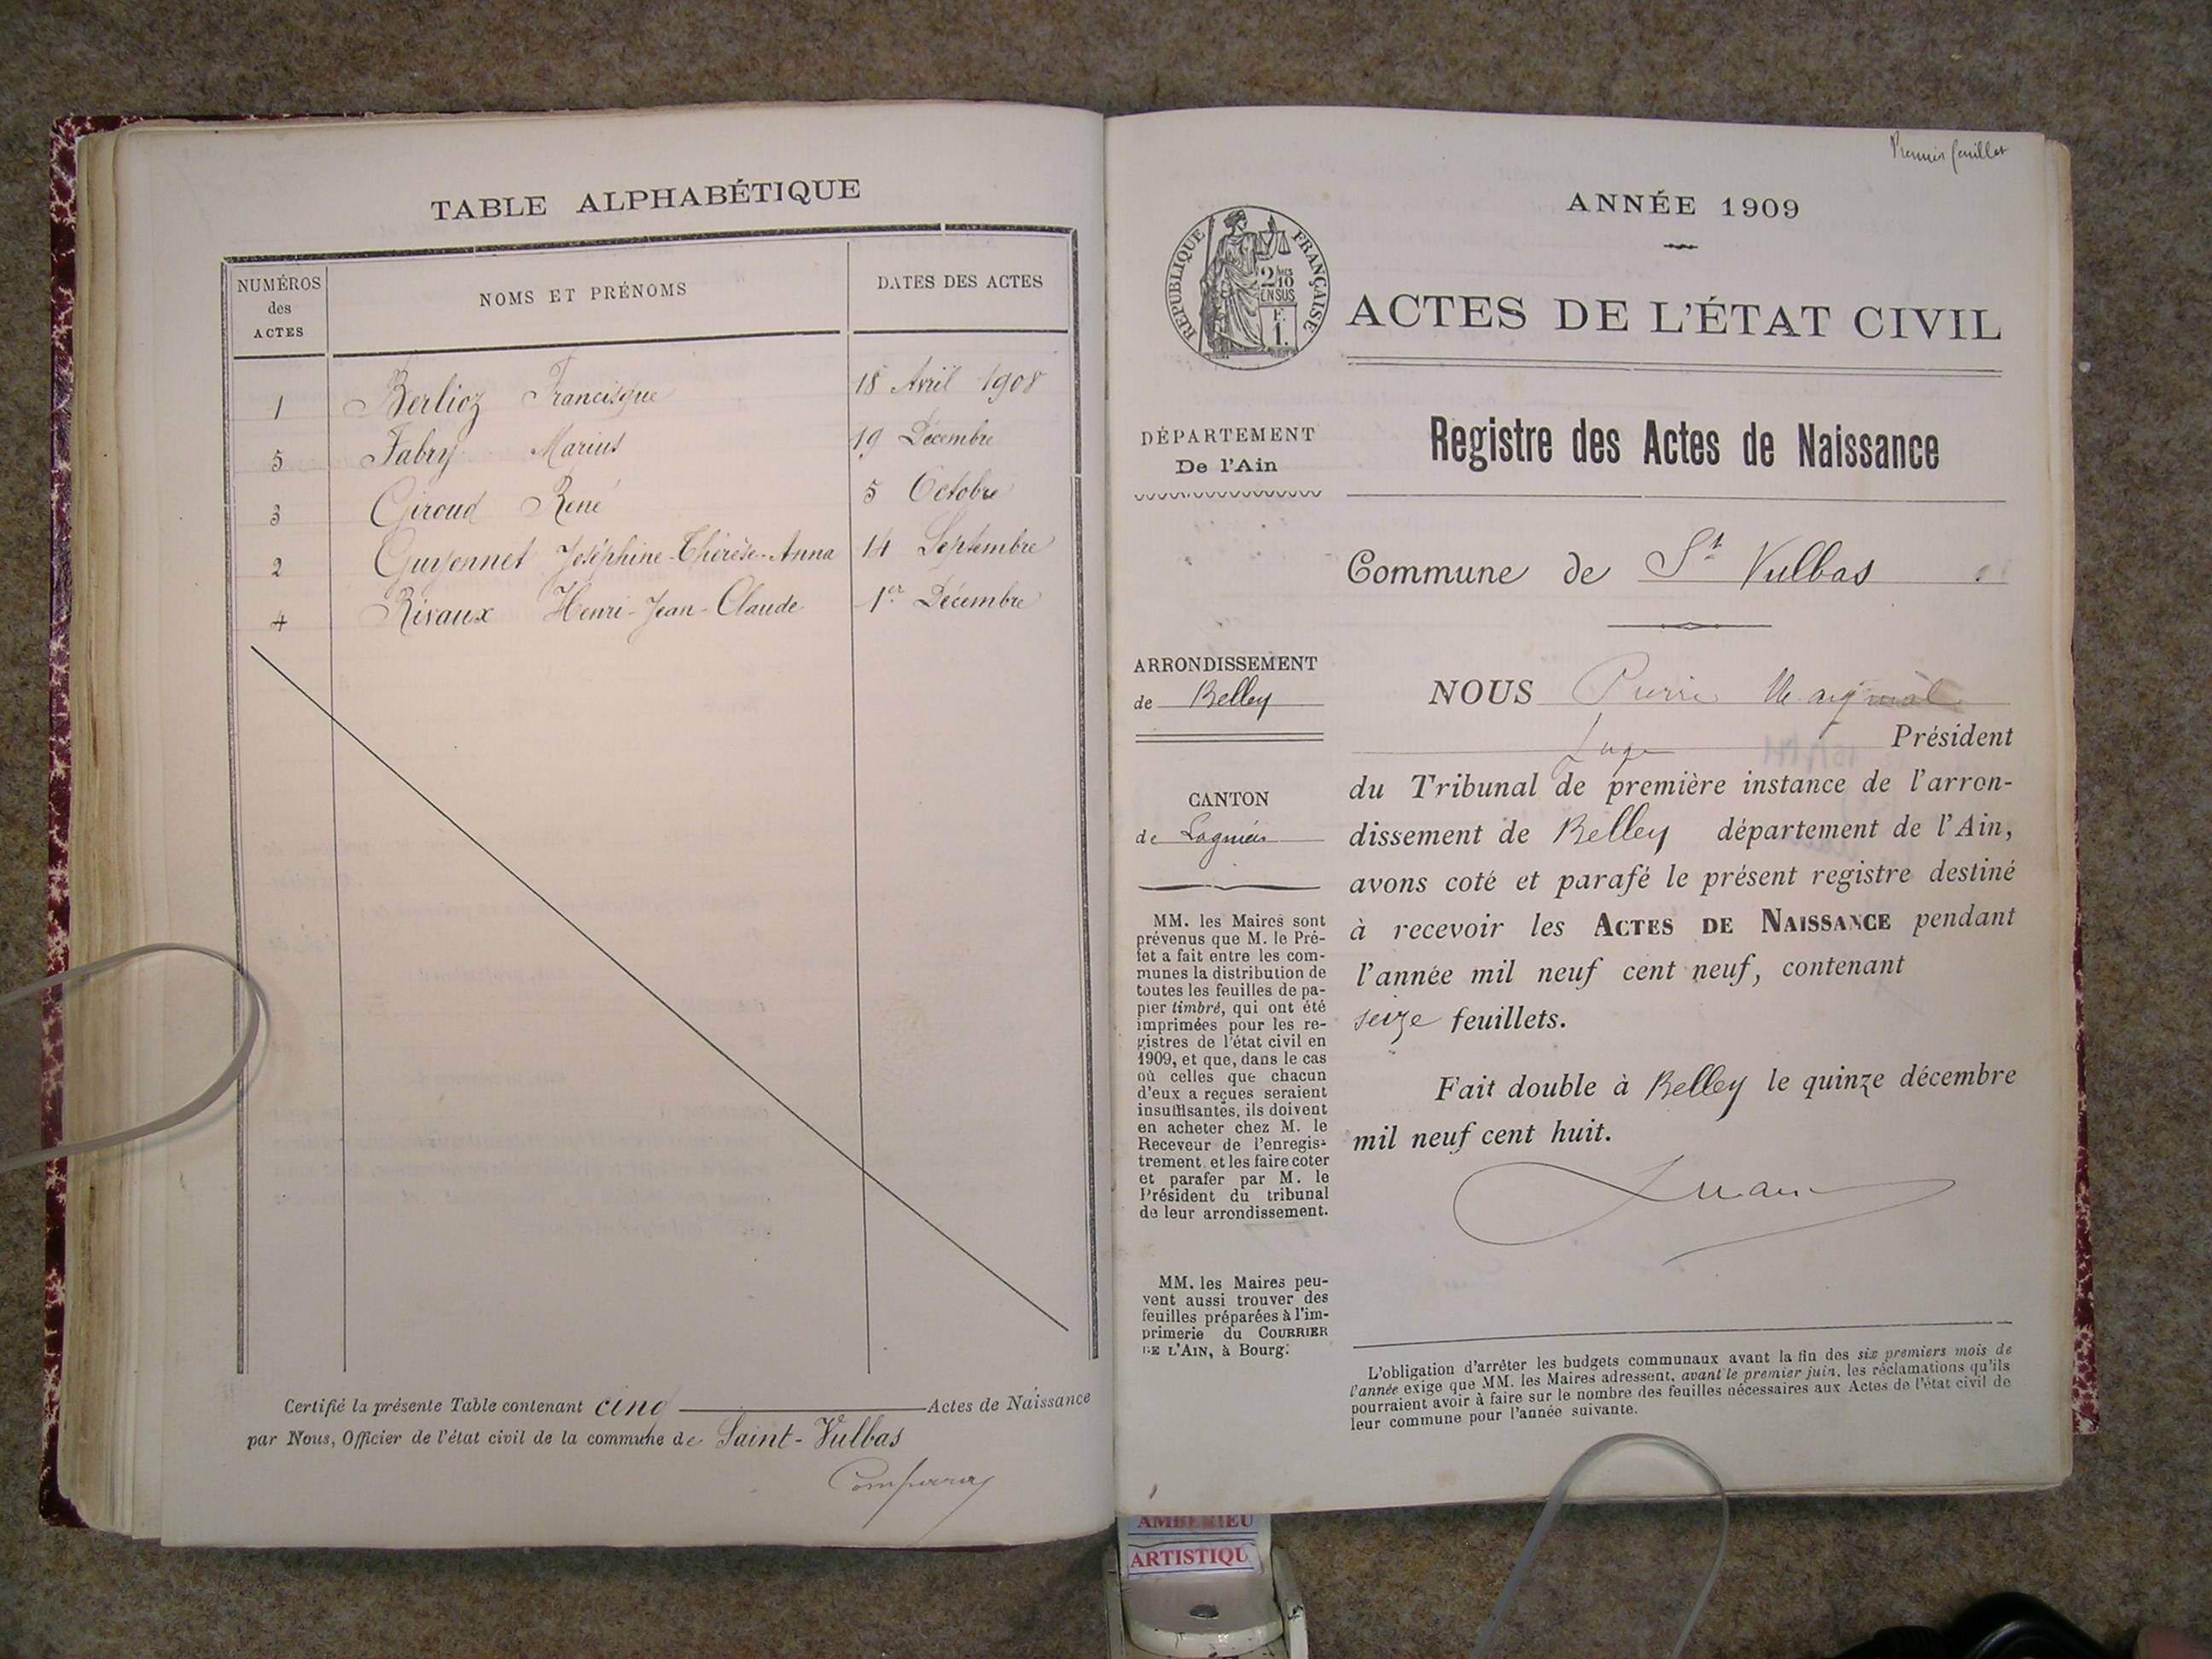 TABLE ALPHABÉTIQUE
NUMÉROS des ACTES
NOMS ET PRÉNOMS
DATES DES ACTES
1 Berlioz Francisque 18 Avril 1908
5 Fabry Marius 19 Décembre
3 Giroud René 5 Octobre
2 Guyennet Joséphine-Thérèse-Anna 14 Septembre
4 Rivaux Henri-Jean-Claude 1er Décembre
Certifié la présente Table contenant cinq Actes de Naissance
par Nous, Officier de l'état civil de la commune de Saint-Vulbas
Premier feuillet
ANNÉE 1909
RÉPUBLIQUE FRANÇAISE
2/10 EN SUS
F. 1.
ACTES DE L'ÉTAT CIVIL
DÉPARTEMENT
De l'Ain
Registre des Actes de Naissance
Commune de St Vulbas
ARRONDISSEMENT
de Belley
CANTON
de Lagnieu
MM. les Maires sont
prévenus que M. le Pré-
fet a fait entre les com-
munes la distribution de
toutes les feuilles de pa-
pier timbré, qui ont été
imprimées pour les re-
gistres de l'état civil en
1909, et que, dans le cas
où celles que chacun
d'eux a reçues seraient
insuffisantes, ils doivent
en acheter chez M. le
Receveur de l'enregis-
trement, et les faire coter
et parafer par M. le
Président du tribunal
de leur arrondissement.
MM. les Maires peu-
vent aussi trouver des
feuilles préparées à l'im-
primerie du COURRIER
DE L'AIN, à Bourg.
NOUS Pierre
Juge Président
du Tribunal de première instance de l'arron-
dissement de Belley département de l'Ain,
avons coté et parafé le présent registre destiné
à recevoir les ACTES DE NAISSANCE pendant
l'année mil neuf cent neuf, contenant
seize feuillets.
Fait double à Belley le quinze décembre
mil neuf cent huit.
L'obligation d'arrêter les budgets communaux avant la fin des six premiers mois de
l'année exige que MM. les Maires adressent, avant le premier juin, les réclamations qu'ils
pourraient avoir à faire sur le nombre des feuilles nécessaires aux Actes de l'état civil de
leur commune pour l'année suivante.
AMBERIEU
ARTISTIQU